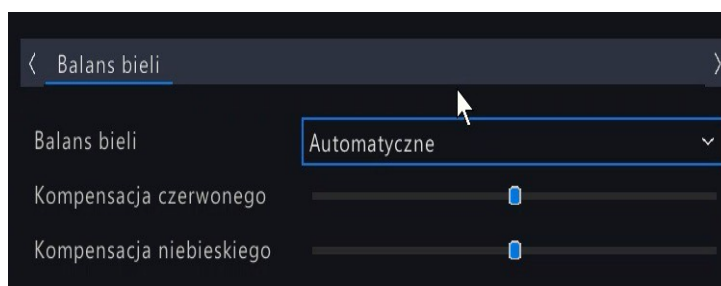 Balans bieli
Balans bieli
Automatyczne
Kompensacja czerwonego
Kompensacja niebieskiego